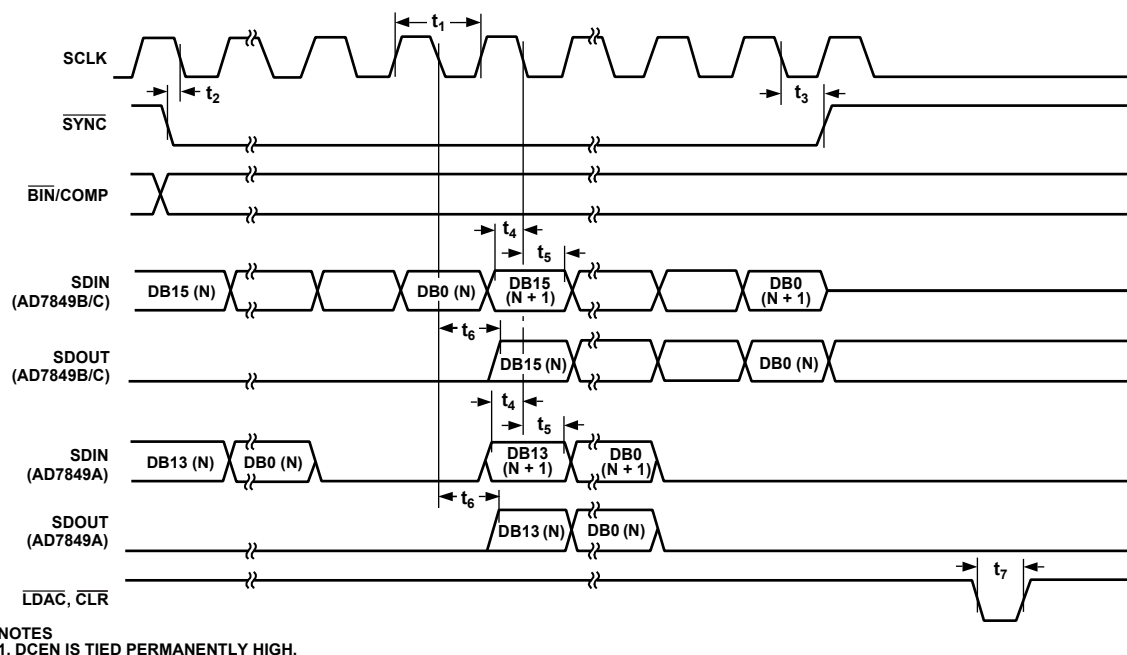 t1
SCLK
t2
t3
SYNC
BIN/COMP
t4
t5
SDIN
(AD7849B/C)
DB15 (N)
DB0 (N)
DB15
(N + 1)
DB0
(N + 1)
t6
SDOUT
(AD7849B/C)
DB15 (N)
DB0 (N)
t4
t5
SDIN
(AD7849A)
DB13 (N)
DB0 (N)
DB13
(N + 1)
DB0
(N + 1)
t6
SDOUT
(AD7849A)
DB13 (N)
DB0 (N)
t7
LDAC, CLR
NOTES
1. DCEN IS TIED PERMANENTLY HIGH.